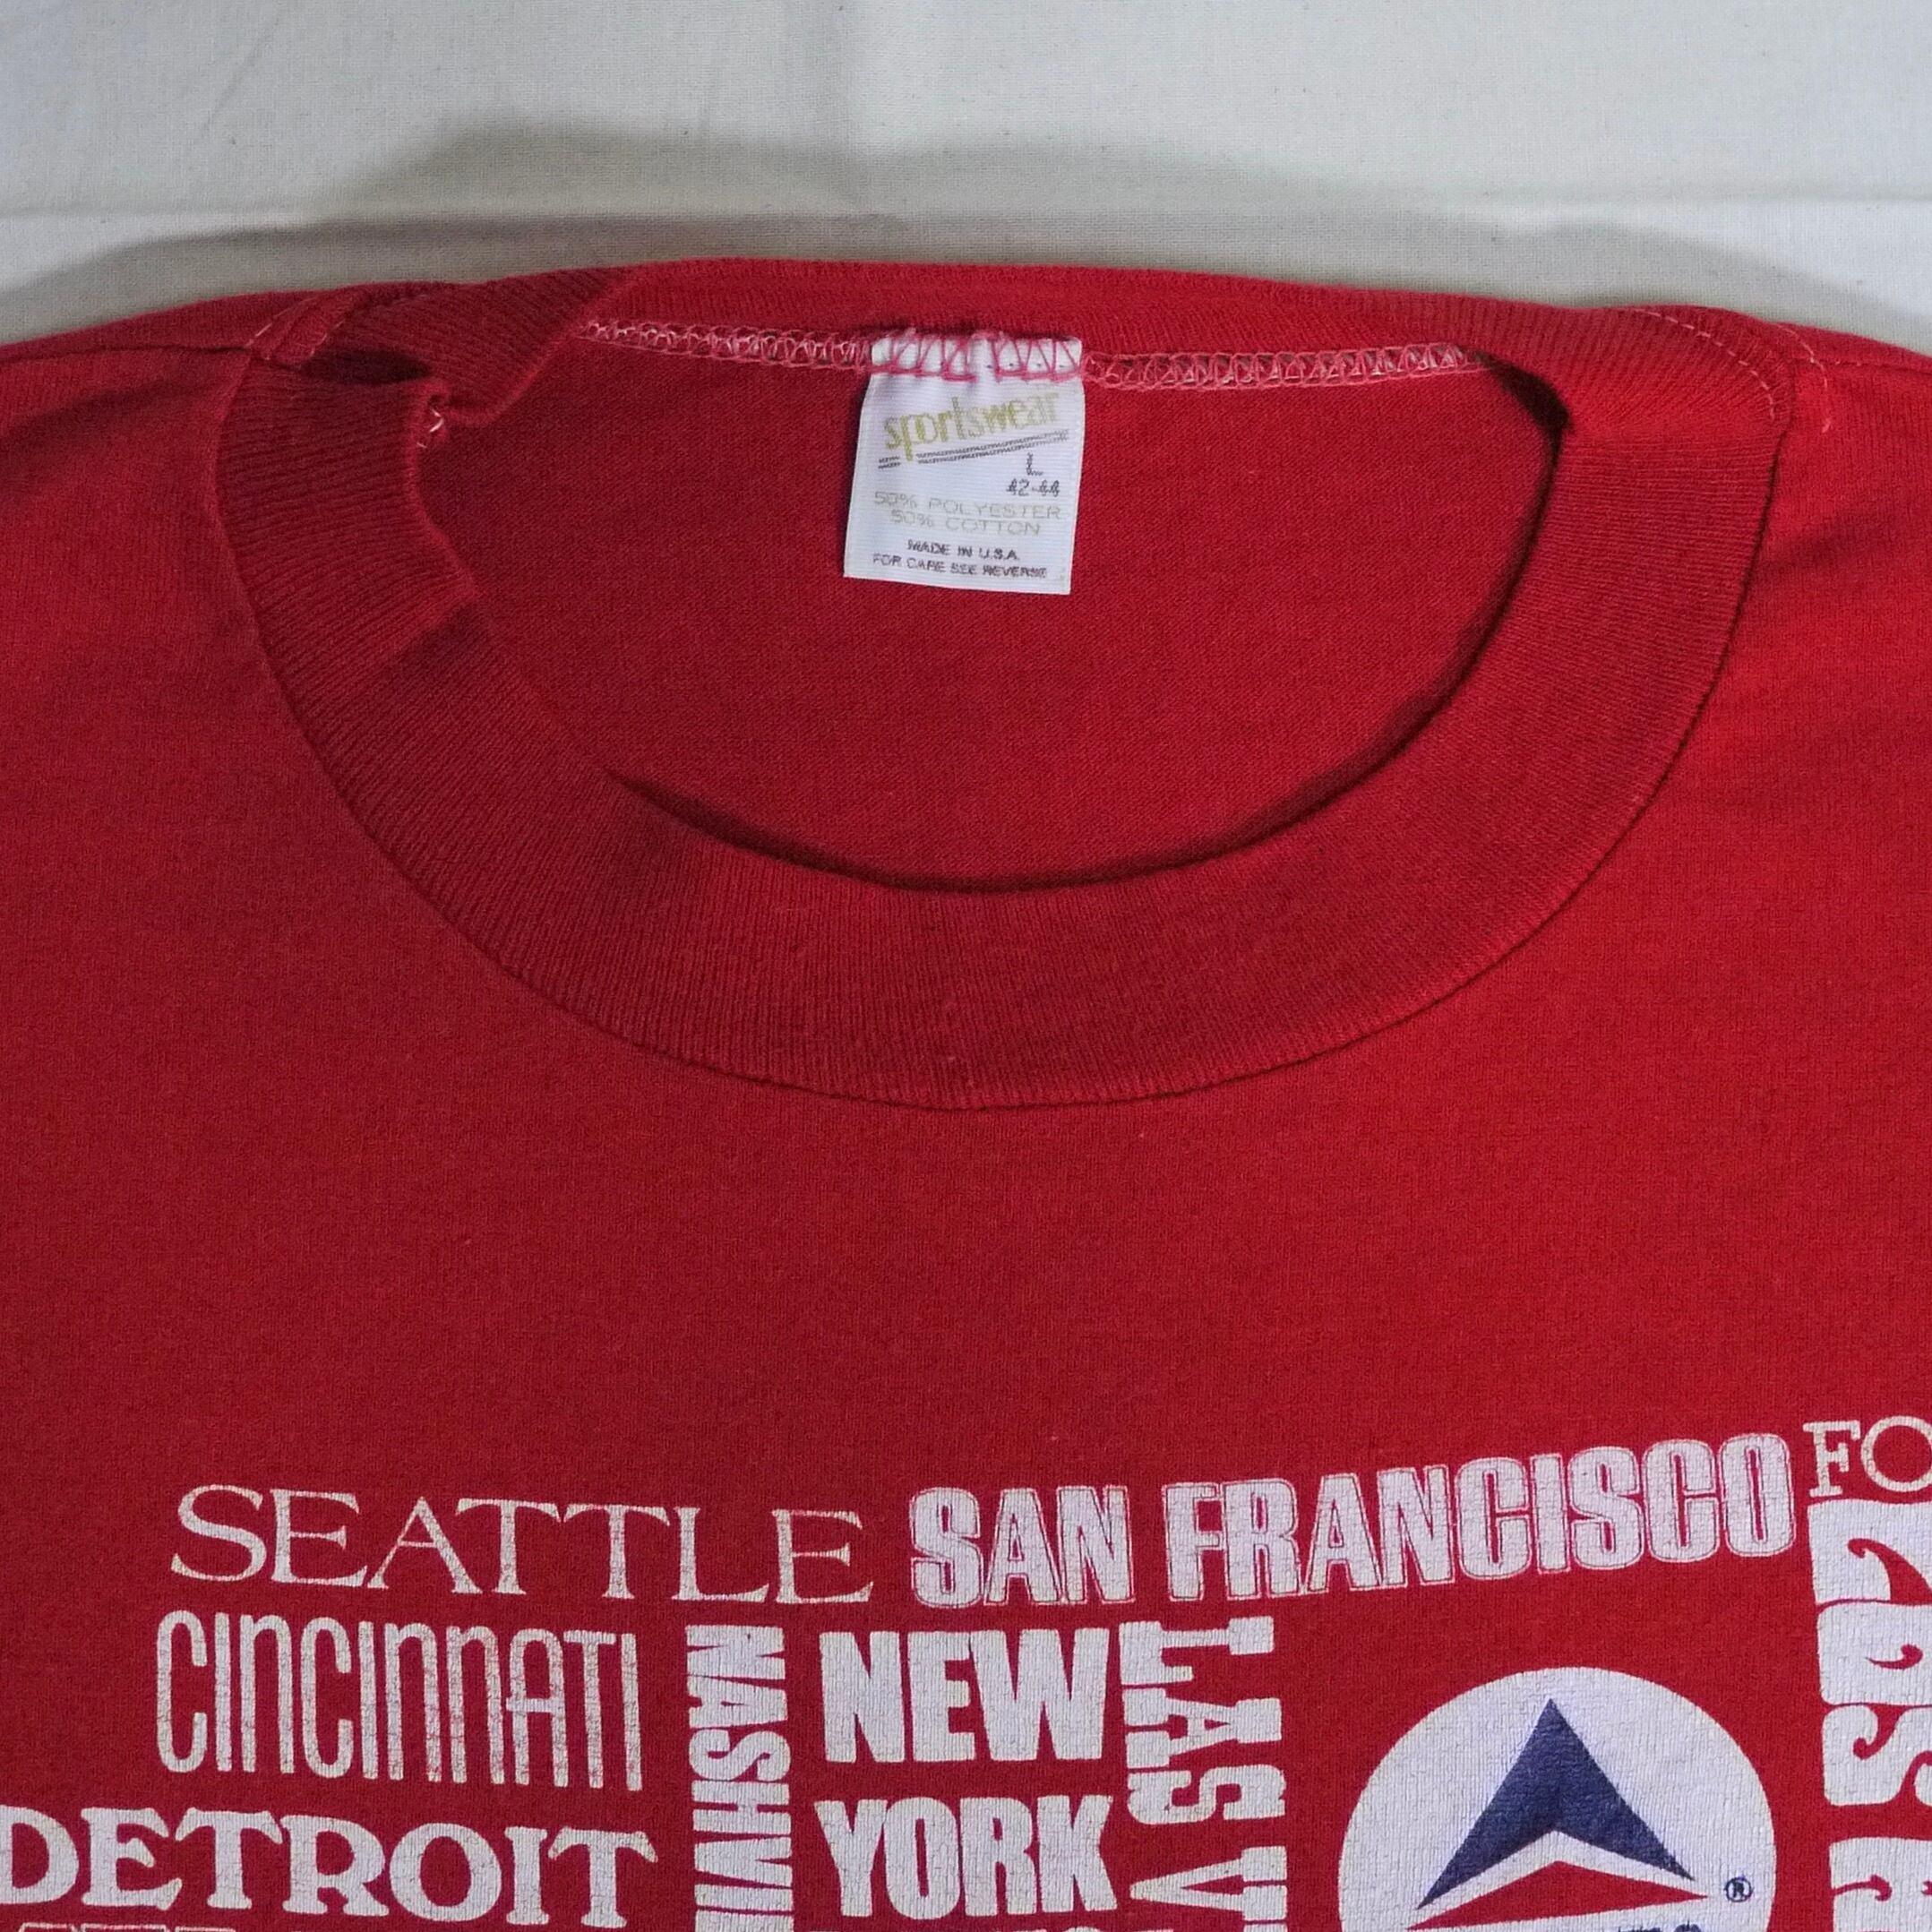 sportswear
L
42-44
50% POLYESTER
50% COTTON
MADE IN U.S.A.
FOR CARE SEE REVERSE
SEATTLE
SAN FRANCISCO
CINCINNATI
NEW
YORK
LAS
DETROIT
®